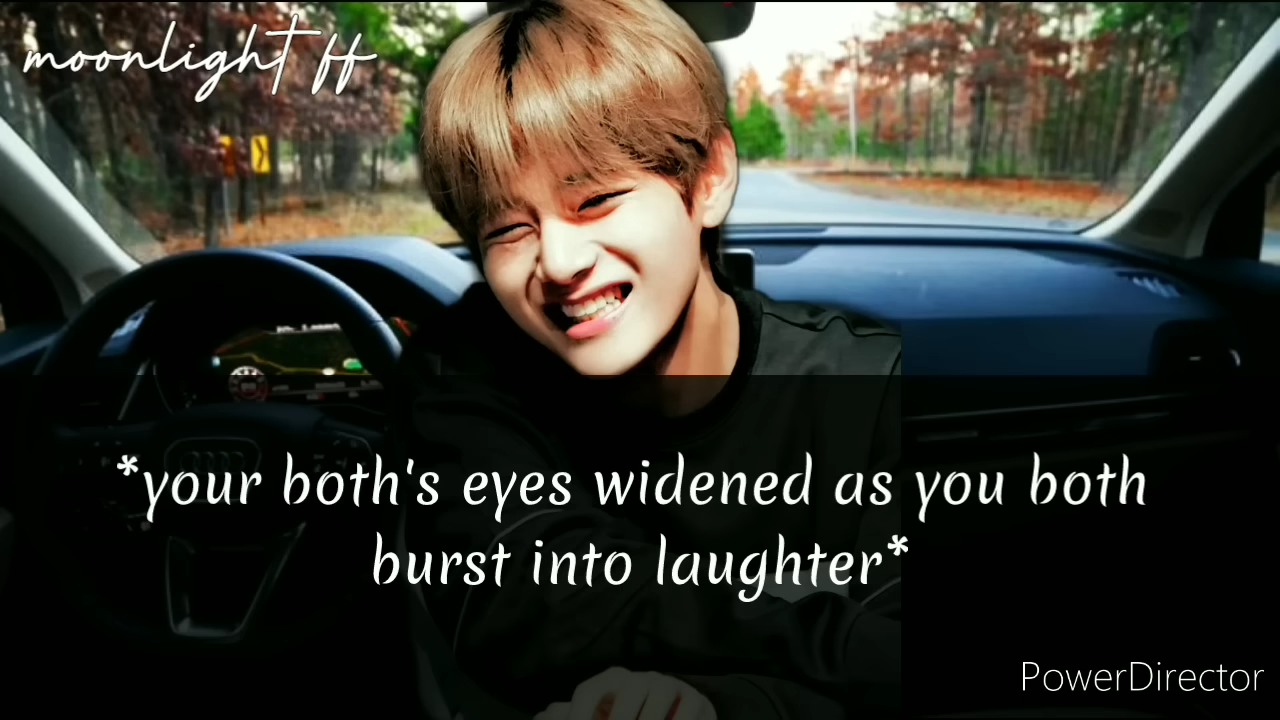 moonlight ff
*your both's eyes widened as you both
burst into laughter*
PowerDirector